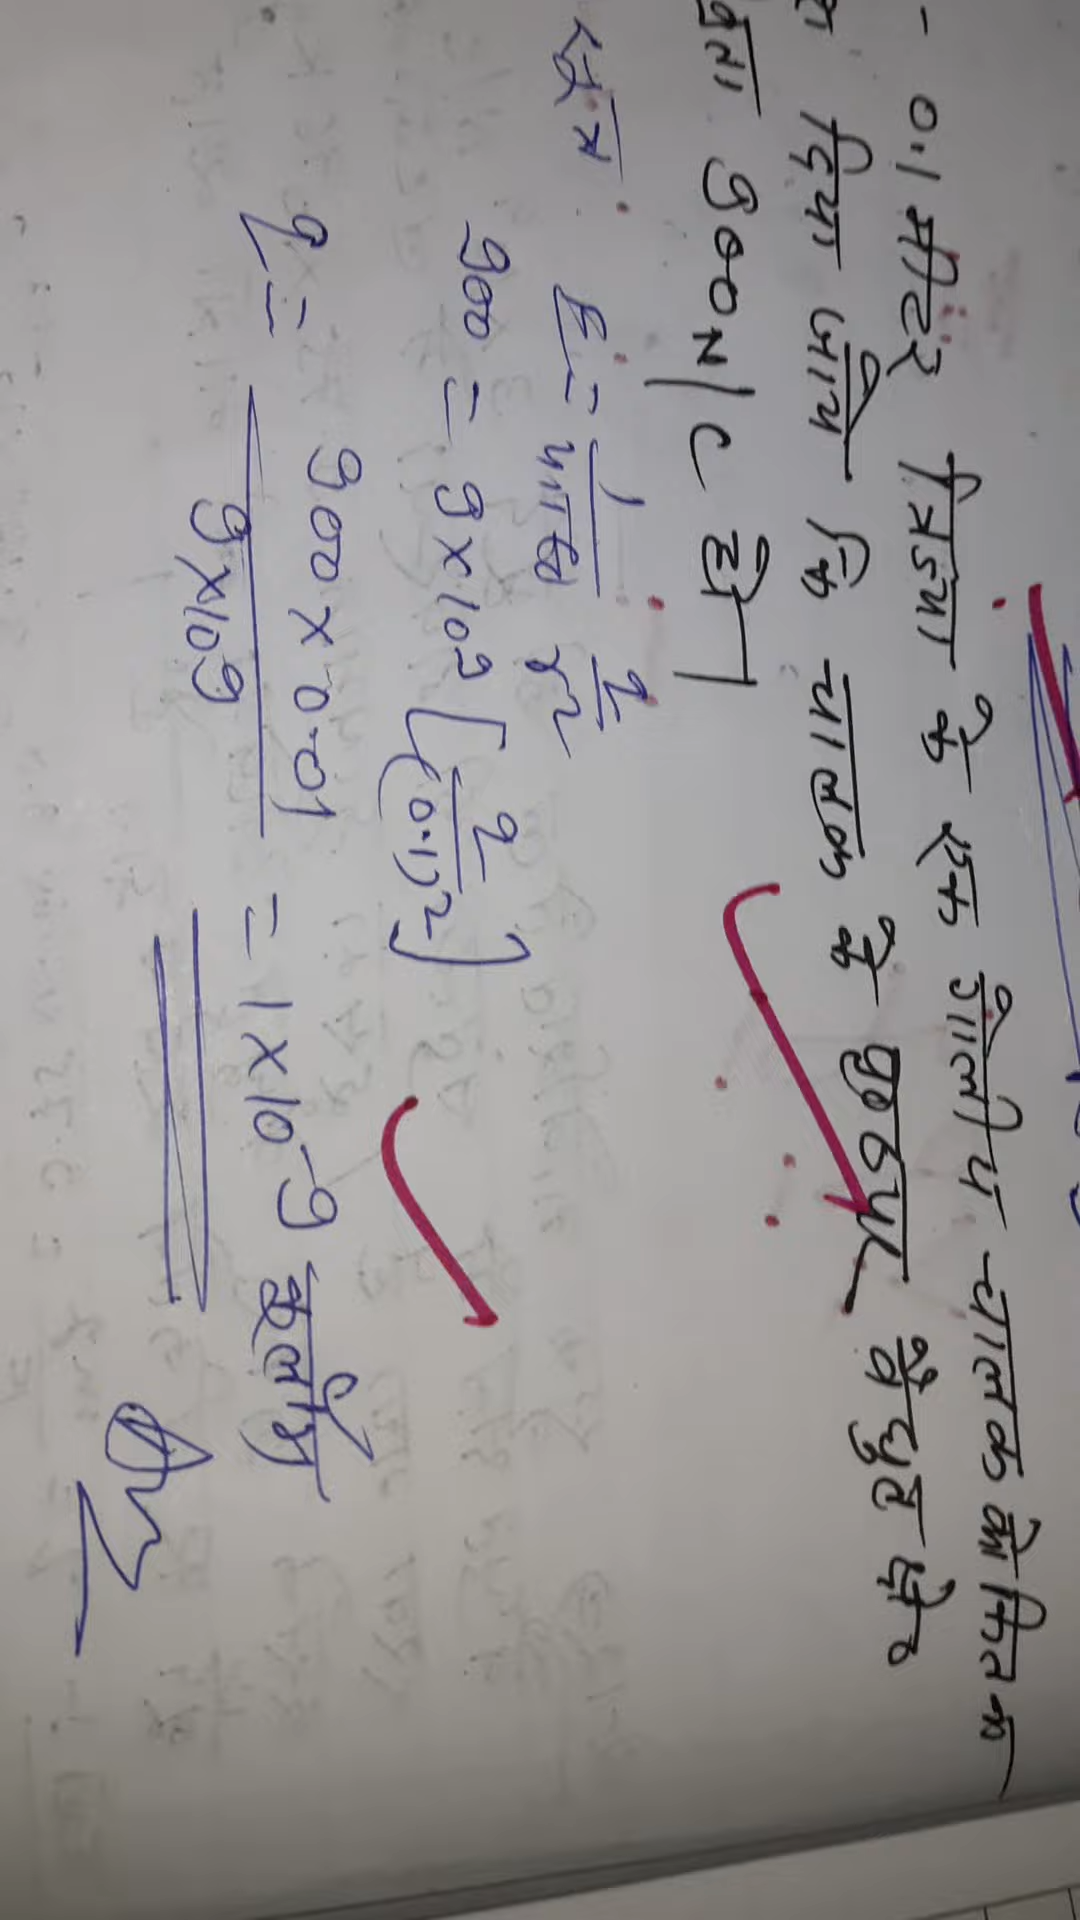 - 0.1 मीटर त्रिज्या के एक गोलीय चालक को कितना
दिया जाये कि चालक के पृष्ठ पर वैद्युत क्षेत्र
900 N/C हो।
E = 1/4πε₀ q/r²
900 = 9×10⁹ [q/(0.1)²]
q = 900 × 0.01 / 9×10⁹ = 1×10⁻⁹ कूलॉम